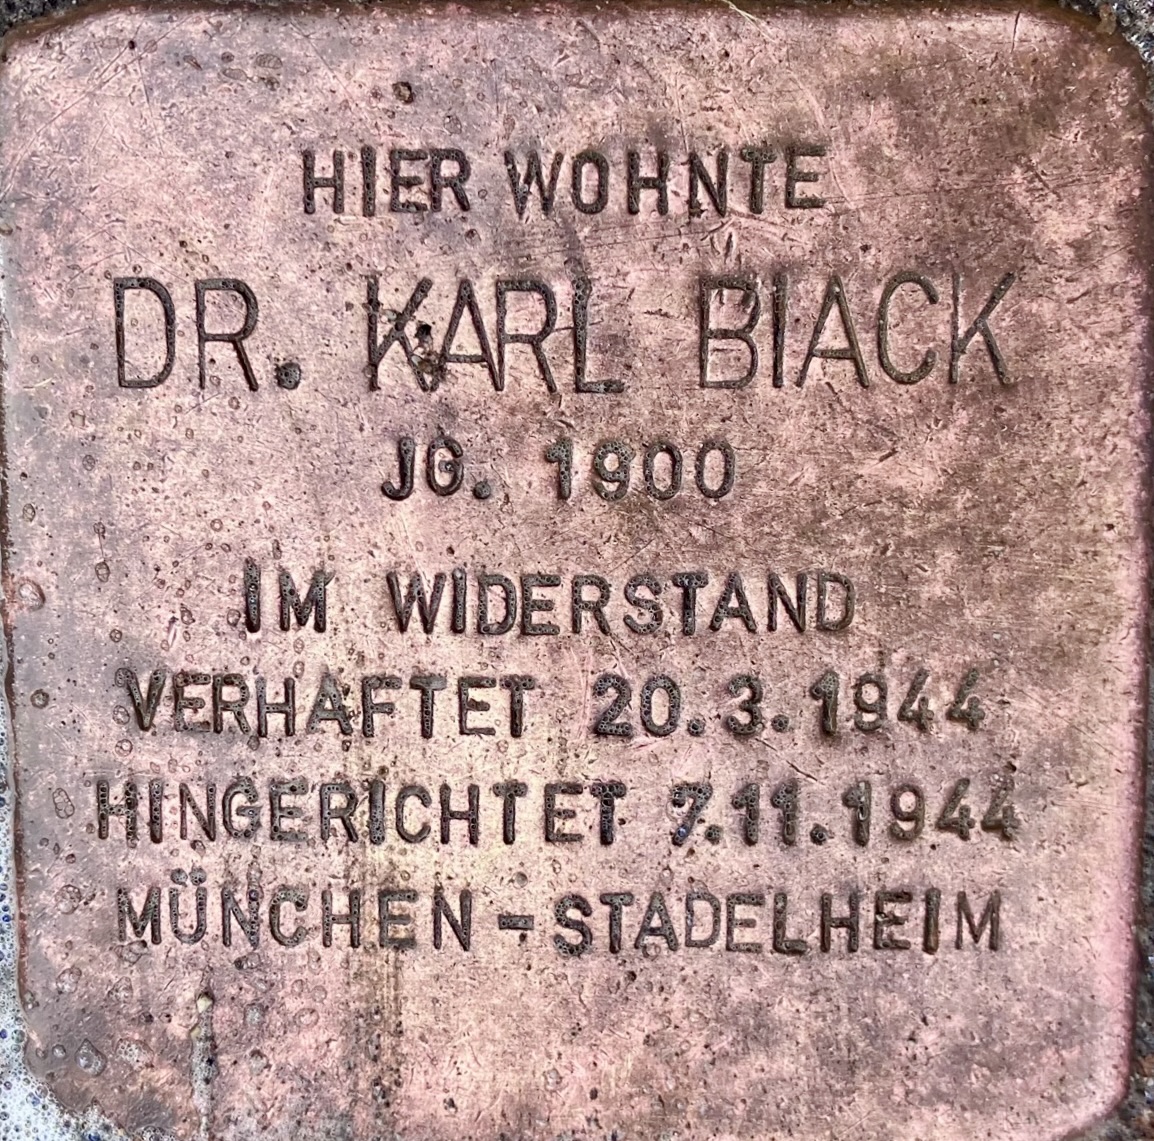 HIER WOHNTE
DR. KARL BIACK
JG. 1900
IM WIDERSTAND
VERHAFTET 20.3.1944
HINGERICHTET 7.11.1944
MÜNCHEN-STADELHEIM